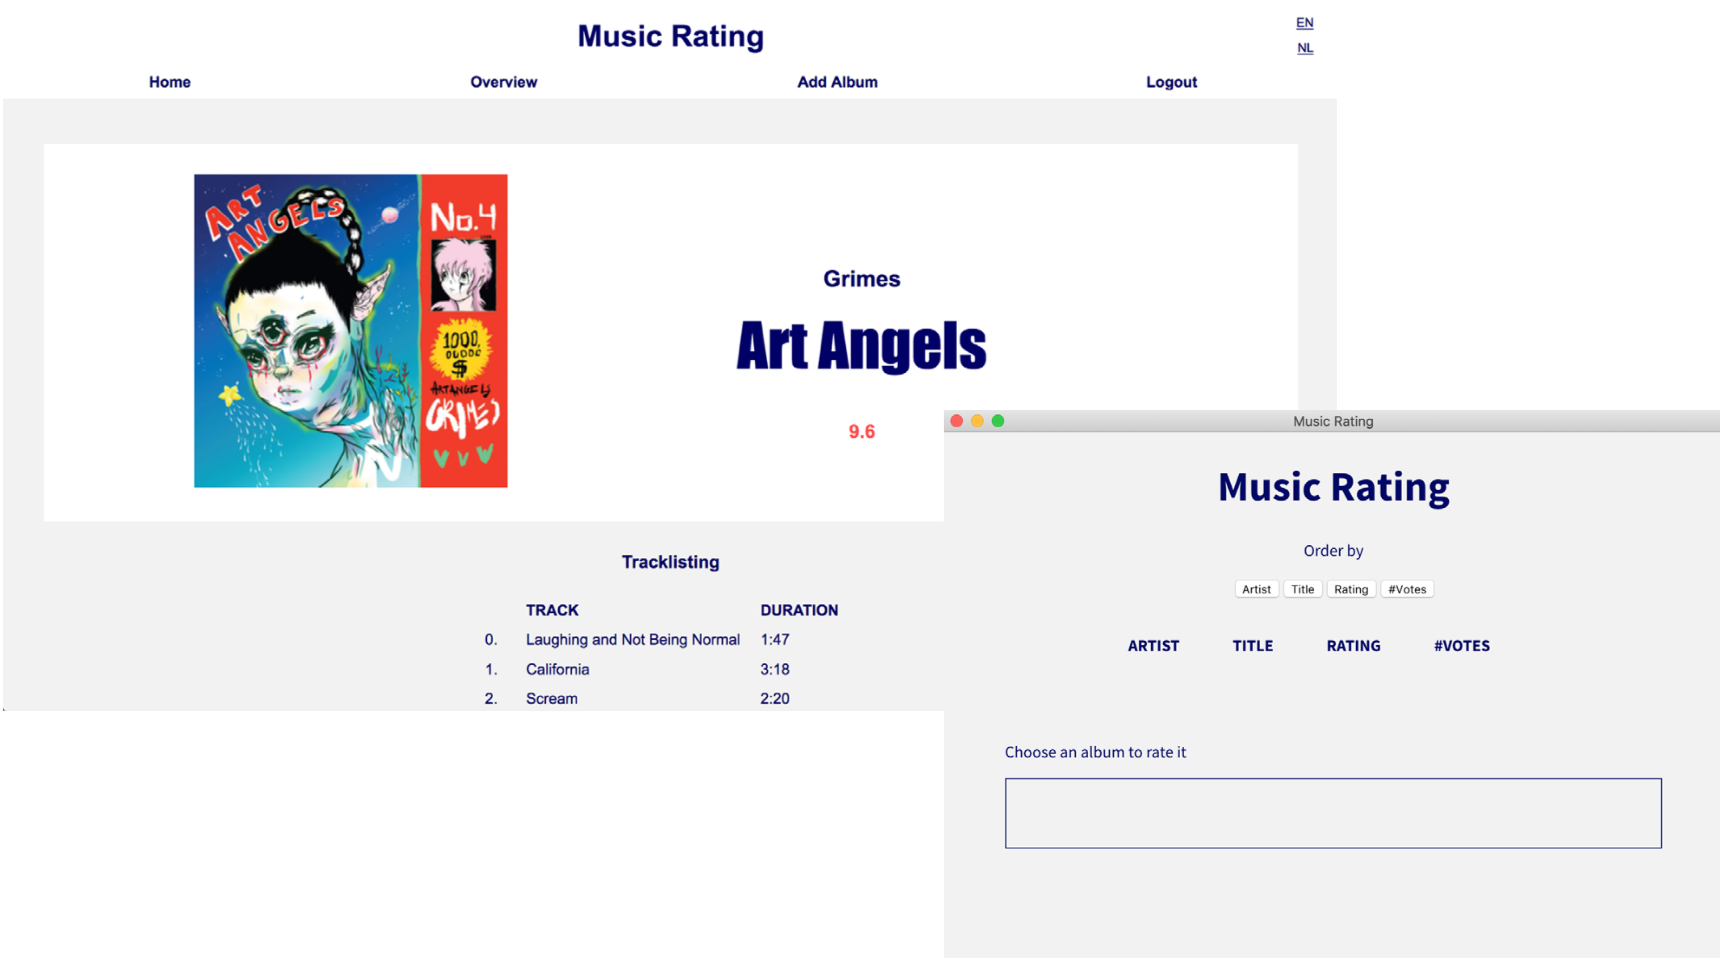 Music Rating
EN
NL
Home Overview Add Album Logout
ART
ANGELS
No.4
1000,
00000
$
ART ANGELS
GRIMES
Grimes
Art Angels
9.6
Tracklisting
TRACK DURATION
0. Laughing and Not Being Normal 1:47
1. California 3:18
2. Scream 2:20
Music Rating
Music Rating
Order by
Artist Title Rating #Votes
ARTIST TITLE RATING #VOTES
Choose an album to rate it